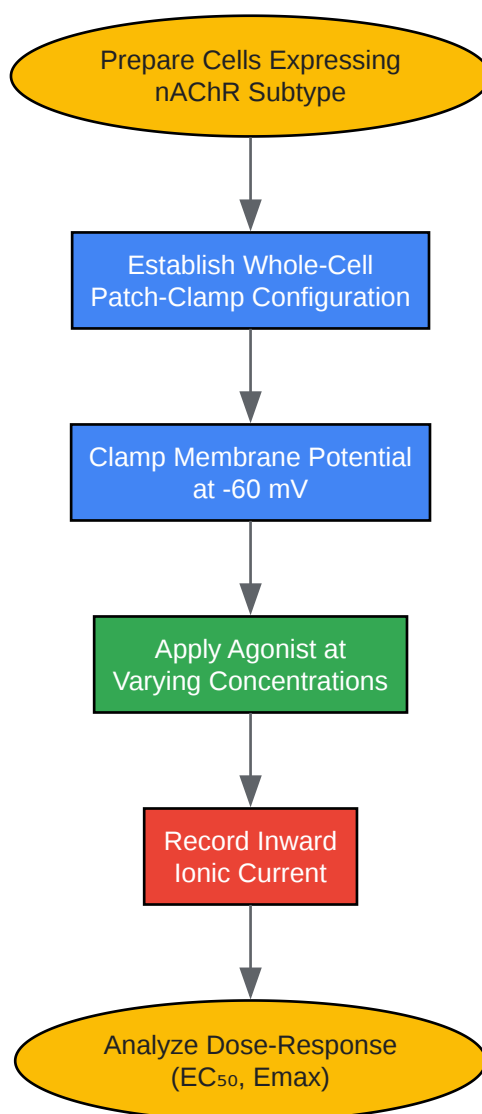 Prepare Cells Expressing
nAChR Subtype
Establish Whole-Cell
Patch-Clamp Configuration
Clamp Membrane Potential
at -60 mV
Apply Agonist at
Varying Concentrations
Record Inward
Ionic Current
Analyze Dose-Response
(EC₅₀, Emax)